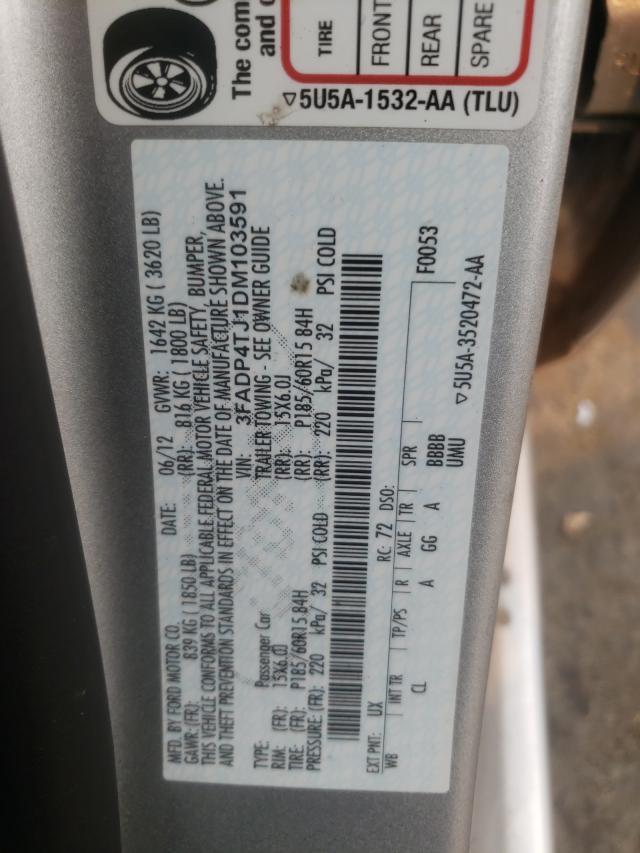 The com
and c
TIRE
FRONT
REAR
SPARE
5U5A-1532-AA (TLU)
MFD. BY FORD MOTOR CO. DATE: 06/12 GVWR: 1642 KG ( 3620 LB)
GAWR: (FR): 839 KG ( 1850 LB) (RR): 816 KG ( 1800 LB)
THIS VEHICLE CONFORMS TO ALL APPLICABLE FEDERAL MOTOR VEHICLE SAFETY, BUMPER,
AND THEFT PREVENTION STANDARDS IN EFFECT ON THE DATE OF MANUFACTURE SHOWN ABOVE.
VIN: 3FADP4TJ1DM103591
TYPE: Passenger Car TRAILER TOWING - SEE OWNER GUIDE
RIM: (FR): 15X6.0J (RR): 15X6.0J
TIRE: (FR): P185/60R15 84H (RR): P185/60R15 84H
PRESSURE: (FR): 220 kPa/ 32 PSI COLD (RR): 220 kPa/ 32 PSI COLD
EXT PNT: UX RC: 72 DSO: F0053
WB INT TR TP/PS R AXLE TR SPR
CL A GG A BBBB
UMU
5U5A-3520472-AA